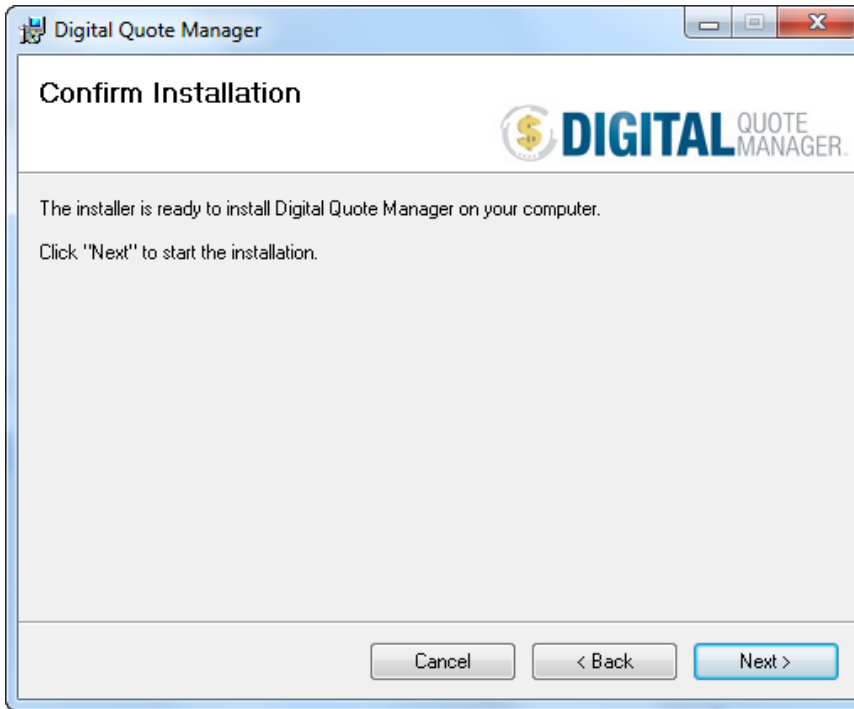 Digital Quote Manager
Confirm Installation
$ DIGITAL QUOTE MANAGER.
The installer is ready to install Digital Quote Manager on your computer.
Click "Next" to start the installation.
Cancel
< Back
Next >